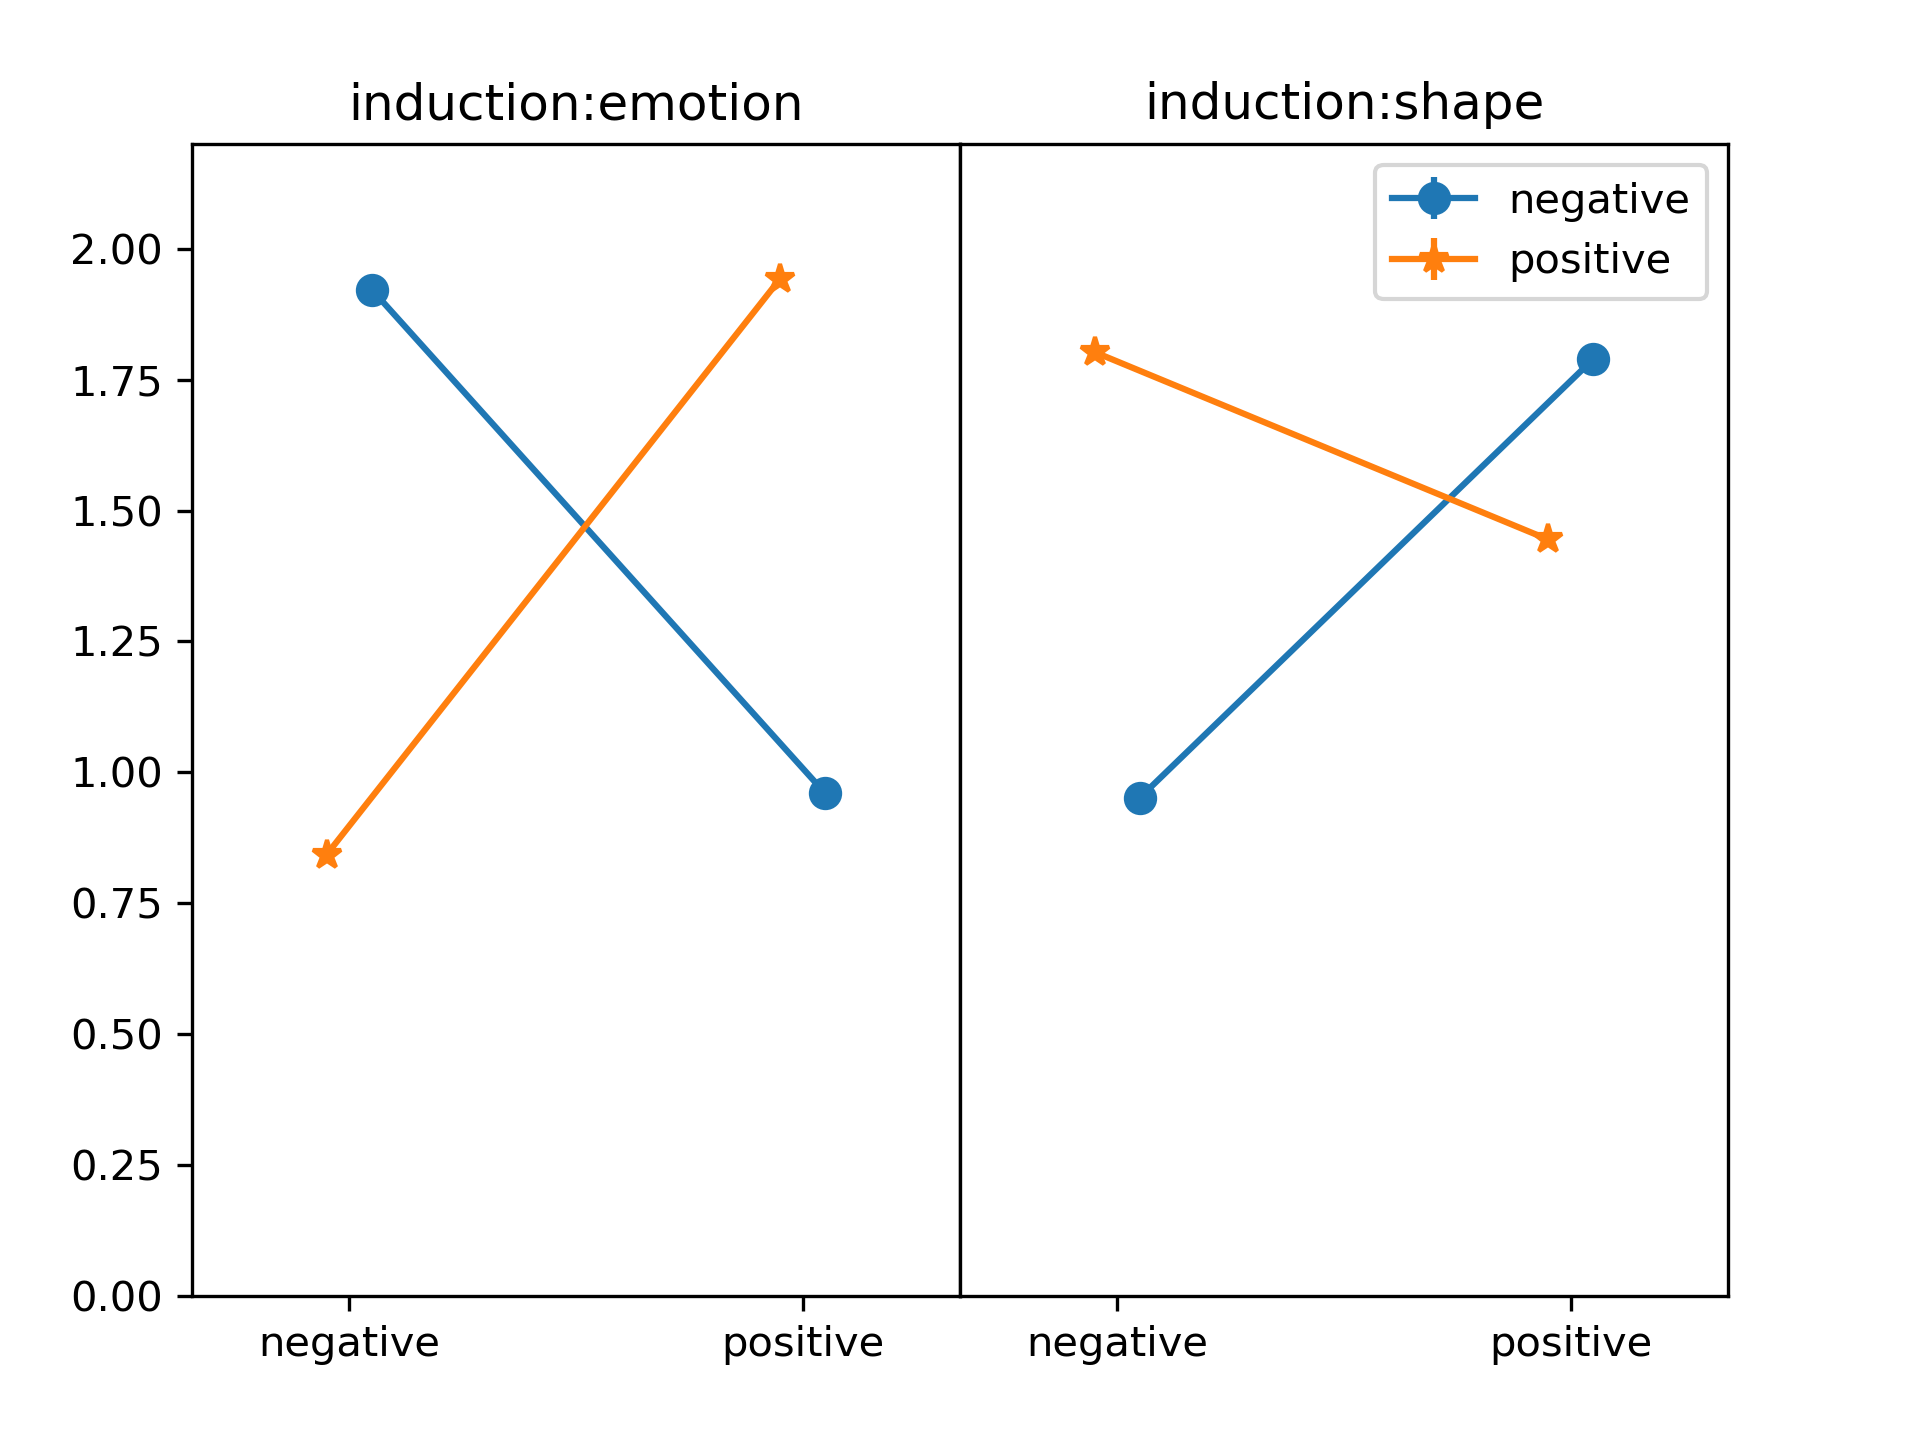 induction:emotion
induction:shape
negative
positive
2.00
1.75
1.50
1.25
1.00
0.75
0.50
0.25
0.00
negative positive negative positive